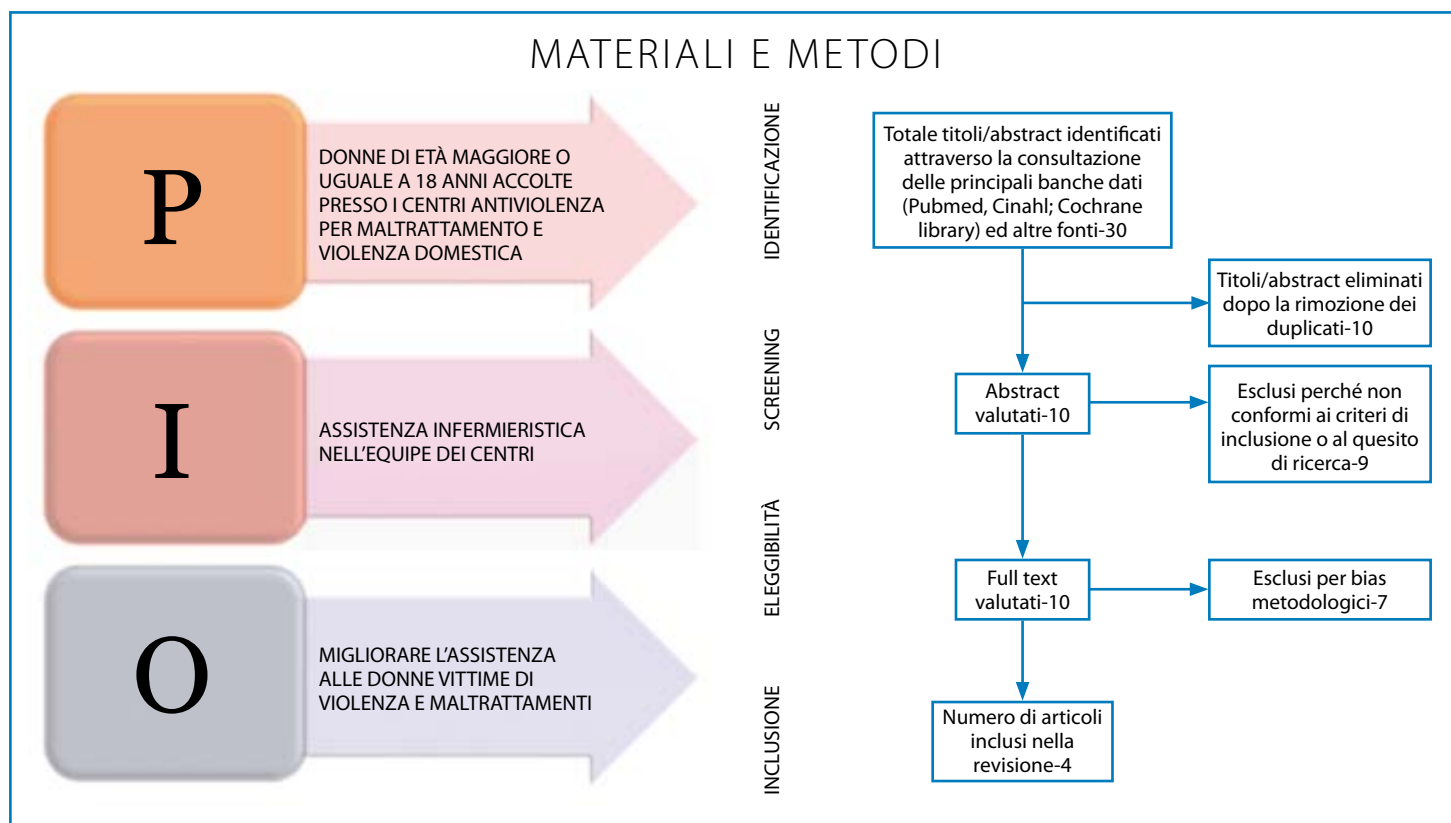 MATERIALI E METODI
P
DONNE DI ETÀ MAGGIORE O
UGUALE A 18 ANNI ACCOLTE
PRESSO I CENTRI ANTIVIOLENZA
PER MALTRATTAMENTO E
VIOLENZA DOMESTICA
I
ASSISTENZA INFERMIERISTICA
NELL'EQUIPE DEI CENTRI
O
MIGLIORARE L'ASSISTENZA
ALLE DONNE VITTIME DI
VIOLENZA E MALTRATTAMENTI
IDENTIFICAZIONE
Totale titoli/abstract identificati
attraverso la consultazione
delle principali banche dati
(Pubmed, Cinahl; Cochrane
library) ed altre fonti-30
Titoli/abstract eliminati
dopo la rimozione dei
duplicati-10
SCREENING
Abstract
valutati-10
Esclusi perché non
conformi ai criteri di
inclusione o al quesito
di ricerca-9
ELEGGIBILITÀ
Full text
valutati-10
Esclusi per bias
metodologici-7
INCLUSIONE
Numero di articoli
inclusi nella
revisione-4